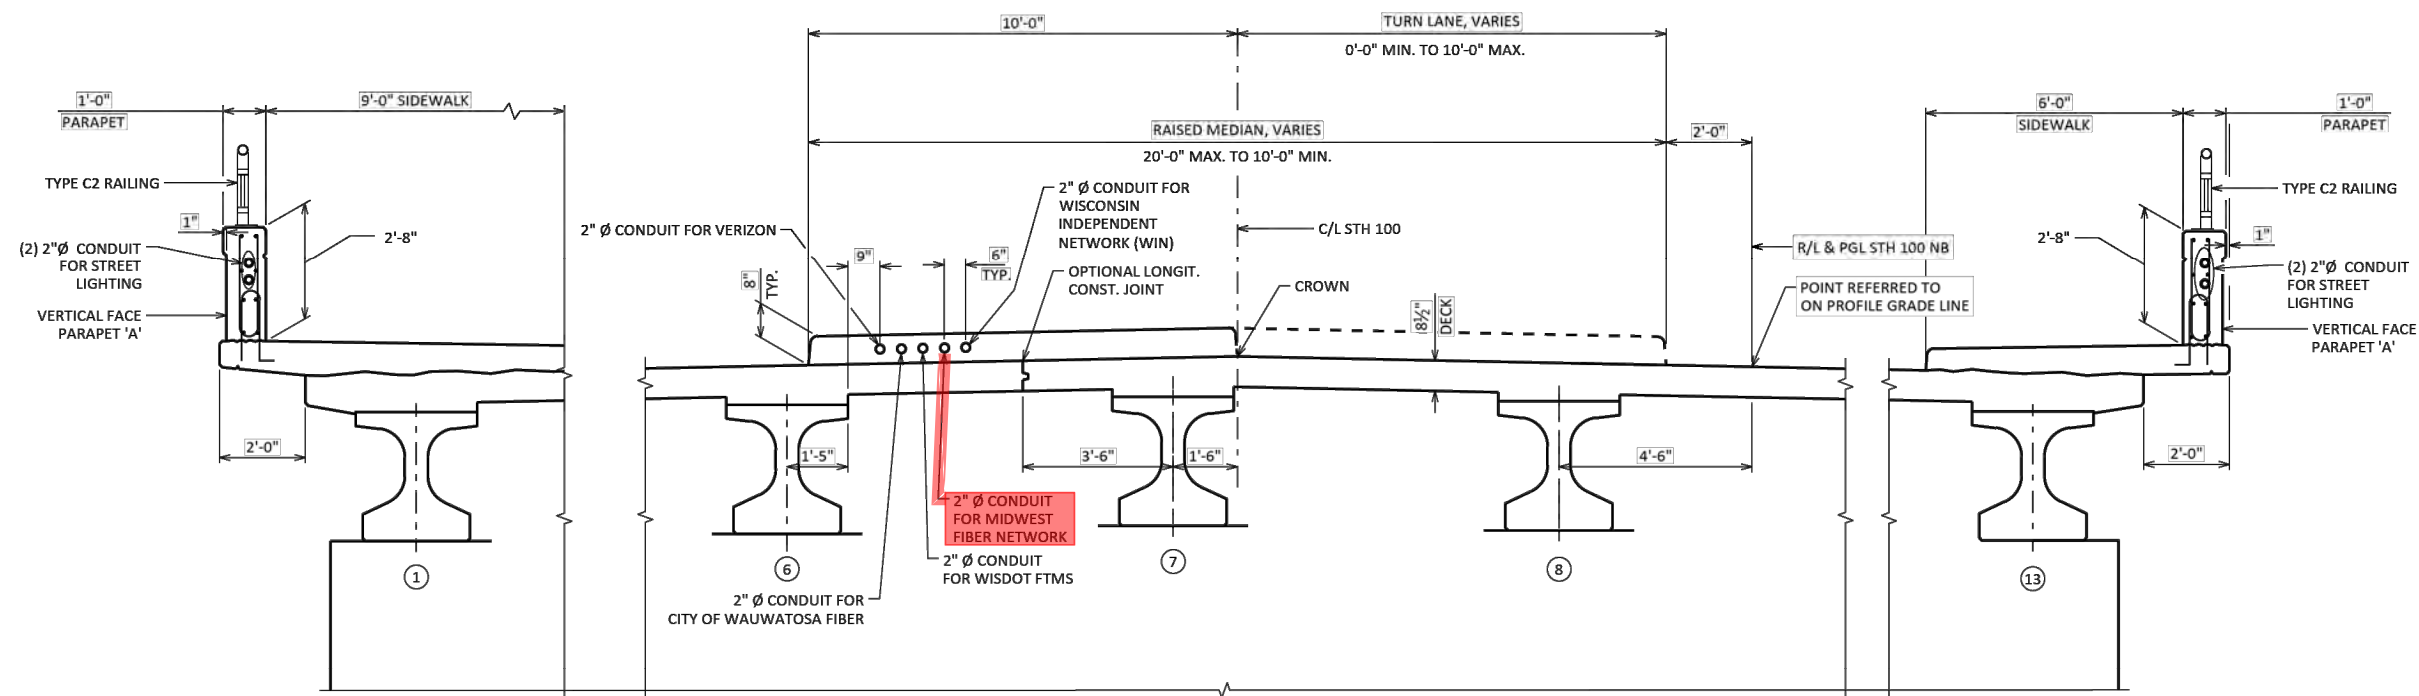 10'-0"
TURN LANE, VARIES
0'-0" MIN. TO 10'-0" MAX.
1'-0"
PARAPET
9'-0" SIDEWALK
RAISED MEDIAN, VARIES
20'-0" MAX. TO 10'-0" MIN.
2'-0"
6'-0"
SIDEWALK
1'-0"
PARAPET
TYPE C2 RAILING
1"
2'-8"
(2) 2"Ø CONDUIT
FOR STREET
LIGHTING
VERTICAL FACE
PARAPET 'A'
2'-0"
1
2" Ø CONDUIT FOR VERIZON
8"
TYP.
9"
6"
TYP.
2" Ø CONDUIT FOR
WISCONSIN
INDEPENDENT
NETWORK (WIN)
OPTIONAL LONGIT.
CONST. JOINT
C/L STH 100
CROWN
8½"
DECK
R/L & PGL STH 100 NB
POINT REFERRED TO
ON PROFILE GRADE LINE
1'-5"
3'-6"
1'-6"
4'-6"
2" Ø CONDUIT
FOR MIDWEST
FIBER NETWORK
2" Ø CONDUIT
FOR WISDOT FTMS
2" Ø CONDUIT FOR
CITY OF WAUWATOSA FIBER
6
7
8
TYPE C2 RAILING
2'-8"
1"
(2) 2"Ø CONDUIT
FOR STREET
LIGHTING
VERTICAL FACE
PARAPET 'A'
2'-0"
13